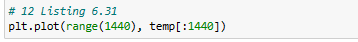 # 12 Listing 6.31
plt.plot(range(1440), temp[:1440])